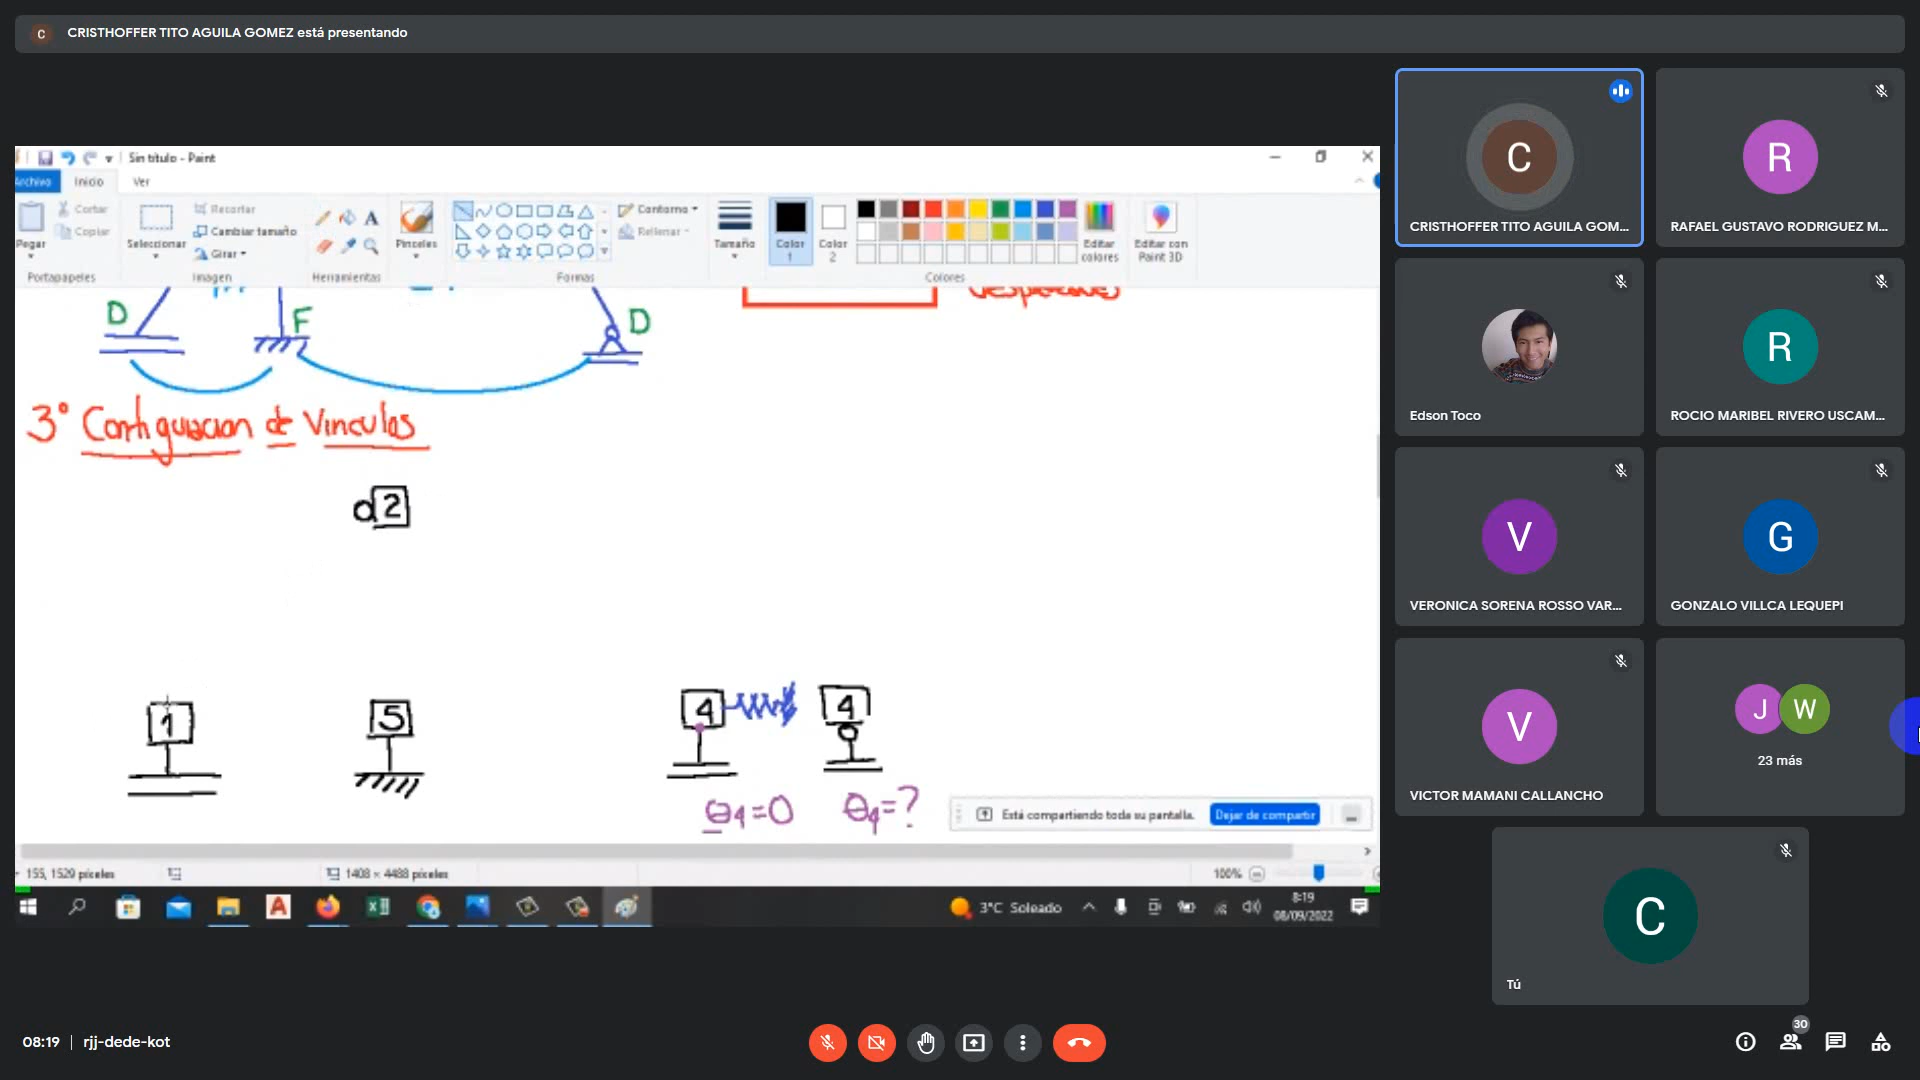 C CRISTHOFFER TITO AGUILA GOMEZ está presentando
Sin título - Paint
Archivo Inicio Ver
Pegar
Cortar
Copiar
Portapapeles
Seleccionar
Recortar
Cambiar tamaño
Girar
Imagen
A
Herramientas
Pinceles
Contorno
Rellenar
Formas
Tamaño
Color 1
Color 2
Editar colores
Editar con Paint 3D
Colores
D F D
3° Configuracion de Vinculos
d2
1 5 4 4
θ4=0 θ4=?
Está compartiendo toda su pantalla. Dejar de compartir
155, 1529 píxeles 1408 × 4488 píxeles 100%
3°C Soleado 8:19
08/09/2022
C
CRISTHOFFER TITO AGUILA GOM...
R
RAFAEL GUSTAVO RODRIGUEZ M...
Edson Toco
R
ROCIO MARIBEL RIVERO USCAM...
V
VERONICA SORENA ROSSO VAR...
G
GONZALO VILLCA LEQUEPI
V
VICTOR MAMANI CALLANCHO
J W
23 más
C
Tú
08:19 | rjj-dede-kot
30